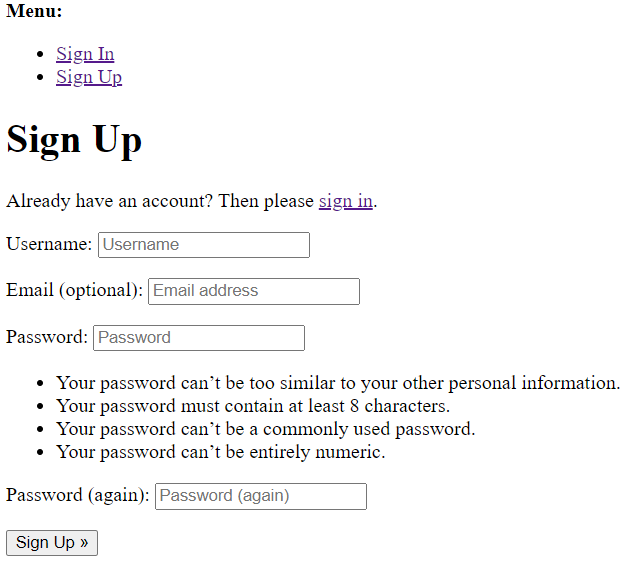 Menu:
Sign In
Sign Up
Sign Up
Already have an account? Then please sign in.
Username: Username
Email (optional): Email address
Password: Password
Your password can’t be too similar to your other personal information.
Your password must contain at least 8 characters.
Your password can’t be a commonly used password.
Your password can’t be entirely numeric.
Password (again): Password (again)
Sign Up »